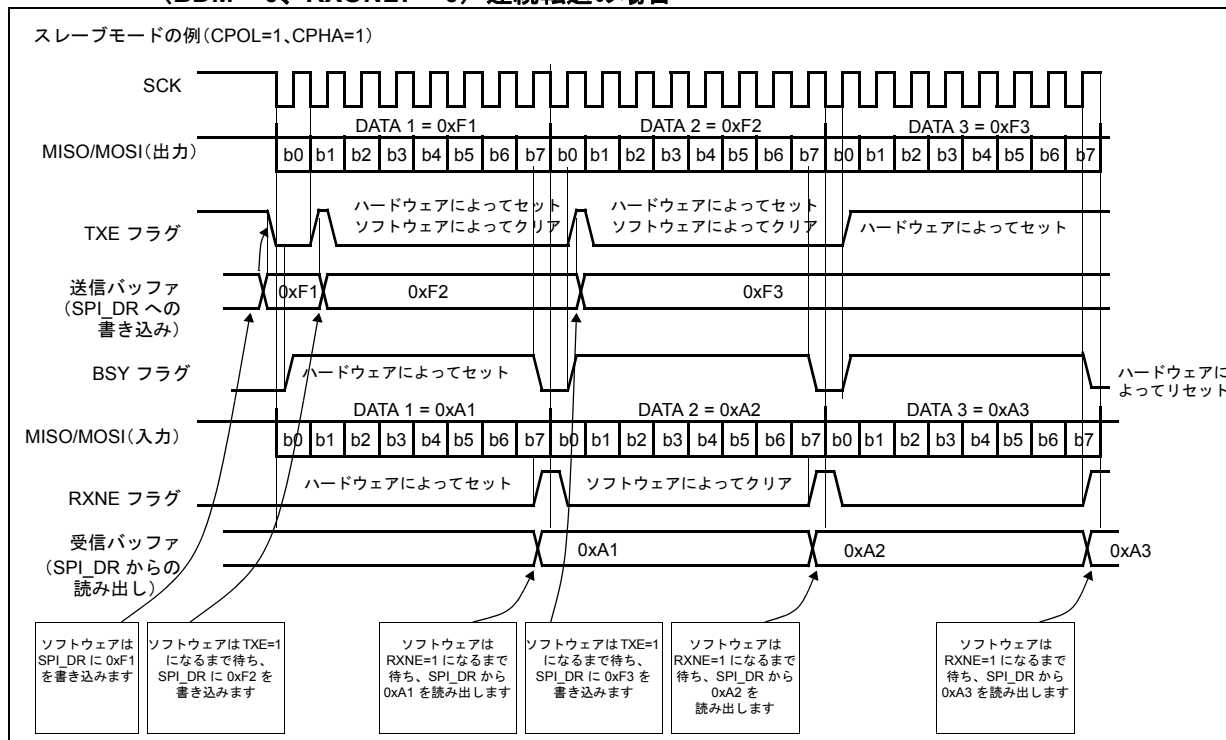 （BDM = 0、RXONLY = 0）連続転送の場合
スレーブモードの例（CPOL=1、CPHA=1）
SCK
DATA 1 = 0xF1 DATA 2 = 0xF2 DATA 3 = 0xF3
MISO/MOSI（出力） b0 b1 b2 b3 b4 b5 b6 b7 b0 b1 b2 b3 b4 b5 b6 b7 b0 b1 b2 b3 b4 b5 b6 b7
ハードウェアによってセット ハードウェアによってセット
ソフトウェアによってクリア ソフトウェアによってクリア
TXE フラグ ハードウェアによってセット
送信バッファ 0xF1 0xF2 0xF3
（SPI_DR への
書き込み）
BSY フラグ ハードウェアによってセット
ハードウェアに
よってリセット
DATA 1 = 0xA1 DATA 2 = 0xA2 DATA 3 = 0xA3
MISO/MOSI（入力） b0 b1 b2 b3 b4 b5 b6 b7 b0 b1 b2 b3 b4 b5 b6 b7 b0 b1 b2 b3 b4 b5 b6 b7
RXNE フラグ ハードウェアによってセット ソフトウェアによってクリア
受信バッファ 0xA1 0xA2 0xA3
（SPI_DR からの
読み出し）
ソフトウェアは
SPI_DR に 0xF1
を書き込みます
ソフトウェアは TXE=1
になるまで待ち、
SPI_DR に 0xF2 を
書き込みます
ソフトウェアは
RXNE=1 になるまで
待ち、SPI_DR から
0xA1 を読み出します
ソフトウェアは TXE=1
になるまで待ち、
SPI_DR に 0xF3 を
書き込みます
ソフトウェアは
RXNE=1 になるまで
待ち、SPI_DR から
0xA2 を
読み出します
ソフトウェアは
RXNE=1 になるまで
待ち、SPI_DR から
0xA3 を読み出します